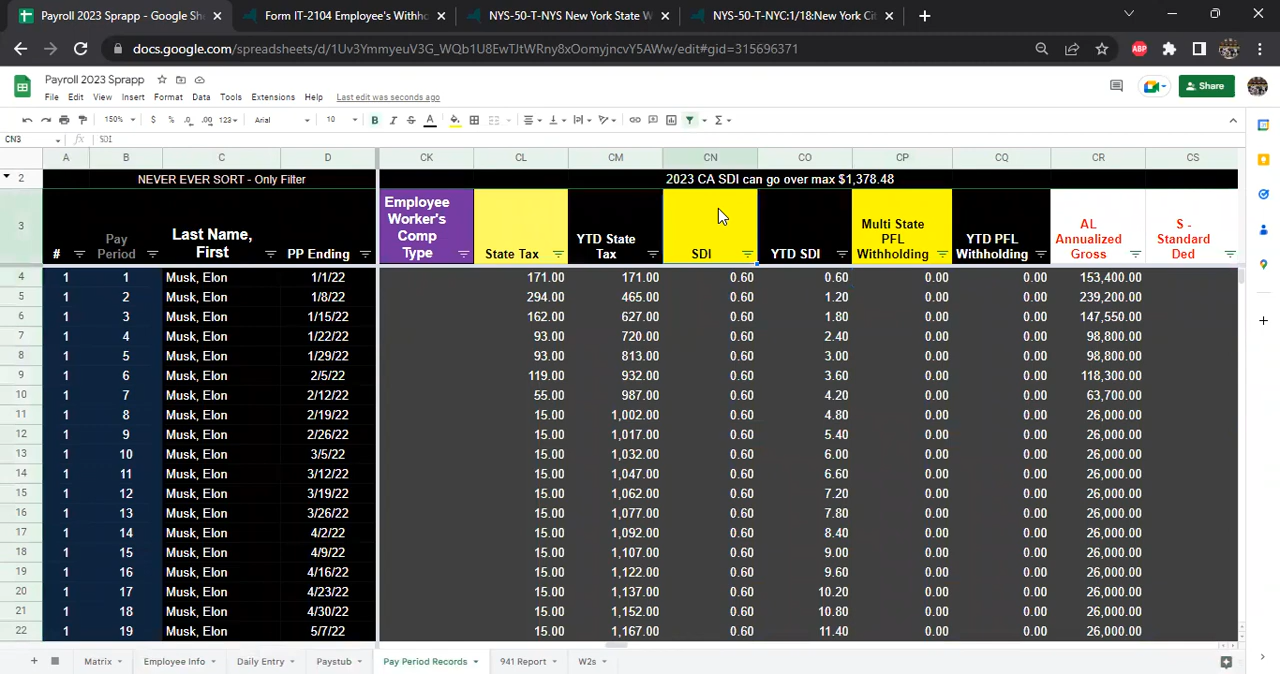 Payroll 2023 Sprapp - Google Sh
Form IT-2104 Employee's Withho
NYS-50-T-NYS New York State W
NYS-50-T-NYC:1/18:New York Ci
docs.google.com/spreadsheets/d/1Uv3YmmyeuV3G_WQb1U8EwTJtWRny8xOomyjncvY5AWw/edit#gid=315696371
ABP
Payroll 2023 Sprapp
File Edit View Insert Format Data Tools Extensions Help Last edit was seconds ago
Share
150% $ % .0 .00 123 Arial 10 B I S A
CN3 SDI
A B C D CK CL CM CN CO CP CQ CR CS
2 NEVER EVER SORT - Only Filter 2023 CA SDI can go over max $1,378.48
3 # Pay Period Last Name, First PP Ending Employee Worker's Comp Type State Tax YTD State Tax SDI YTD SDI Multi State PFL Withholding YTD PFL Withholding AL Annualized Gross S - Standard Ded
4 1 1 Musk, Elon 1/1/22 171.00 171.00 0.60 0.60 0.00 0.00 153,400.00
5 1 2 Musk, Elon 1/8/22 294.00 465.00 0.60 1.20 0.00 0.00 239,200.00
6 1 3 Musk, Elon 1/15/22 162.00 627.00 0.60 1.80 0.00 0.00 147,550.00
7 1 4 Musk, Elon 1/22/22 93.00 720.00 0.60 2.40 0.00 0.00 98,800.00
8 1 5 Musk, Elon 1/29/22 93.00 813.00 0.60 3.00 0.00 0.00 98,800.00
9 1 6 Musk, Elon 2/5/22 119.00 932.00 0.60 3.60 0.00 0.00 118,300.00
10 1 7 Musk, Elon 2/12/22 55.00 987.00 0.60 4.20 0.00 0.00 63,700.00
11 1 8 Musk, Elon 2/19/22 15.00 1,002.00 0.60 4.80 0.00 0.00 26,000.00
12 1 9 Musk, Elon 2/26/22 15.00 1,017.00 0.60 5.40 0.00 0.00 26,000.00
13 1 10 Musk, Elon 3/5/22 15.00 1,032.00 0.60 6.00 0.00 0.00 26,000.00
14 1 11 Musk, Elon 3/12/22 15.00 1,047.00 0.60 6.60 0.00 0.00 26,000.00
15 1 12 Musk, Elon 3/19/22 15.00 1,062.00 0.60 7.20 0.00 0.00 26,000.00
16 1 13 Musk, Elon 3/26/22 15.00 1,077.00 0.60 7.80 0.00 0.00 26,000.00
17 1 14 Musk, Elon 4/2/22 15.00 1,092.00 0.60 8.40 0.00 0.00 26,000.00
18 1 15 Musk, Elon 4/9/22 15.00 1,107.00 0.60 9.00 0.00 0.00 26,000.00
19 1 16 Musk, Elon 4/16/22 15.00 1,122.00 0.60 9.60 0.00 0.00 26,000.00
20 1 17 Musk, Elon 4/23/22 15.00 1,137.00 0.60 10.20 0.00 0.00 26,000.00
21 1 18 Musk, Elon 4/30/22 15.00 1,152.00 0.60 10.80 0.00 0.00 26,000.00
22 1 19 Musk, Elon 5/7/22 15.00 1,167.00 0.60 11.40 0.00 0.00 26,000.00
Matrix Employee Info Daily Entry Paystub Pay Period Records 941 Report W2s